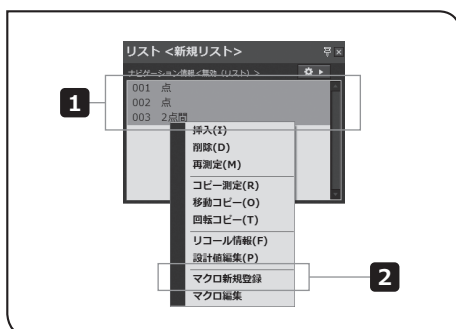 リスト <新規リスト>
ナビゲーション情報<無効 (リスト) >
1
001 点
002 点
003 2点間
挿入(I)
削除(D)
再測定(M)
コピー測定(R)
移動コピー(O)
回転コピー(T)
リコール情報(F)
設計値編集(P)
マクロ新規登録
2
マクロ編集